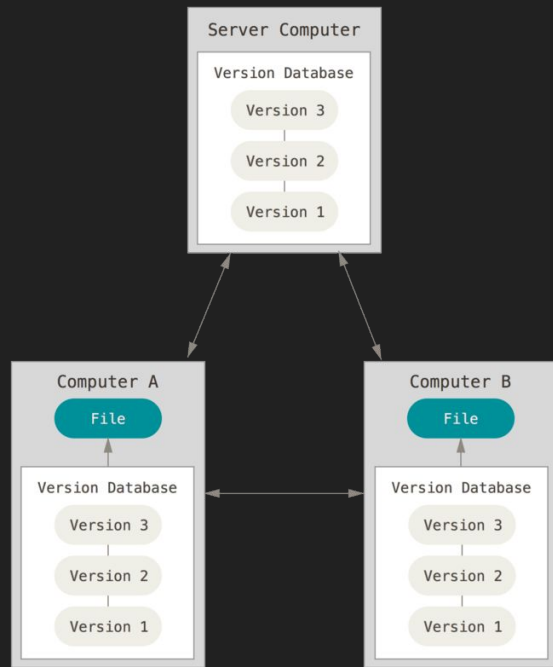 Server Computer
Version Database
Version 3
Version 2
Version 1
Computer A
File
Version Database
Version 3
Version 2
Version 1
Computer B
File
Version Database
Version 3
Version 2
Version 1